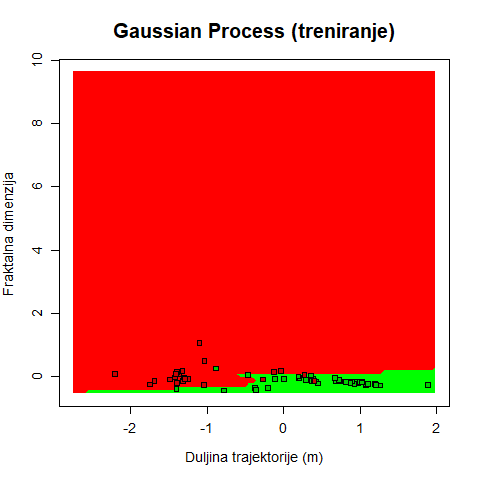 Gaussian Process (treniranje)
Fraktalna dimenzija
10
8
6
4
2
0
-2 -1 0 1 2
Duljina trajektorije (m)